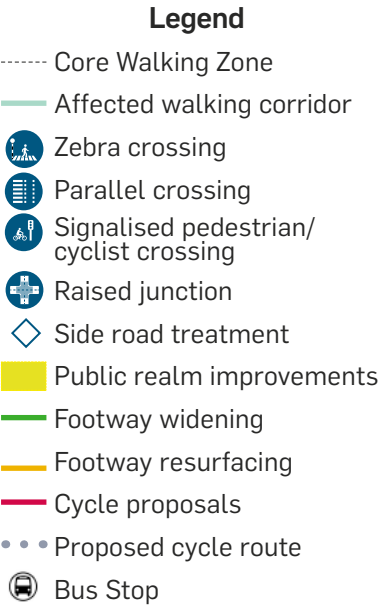 Legend
Core Walking Zone
Affected walking corridor
Zebra crossing
Parallel crossing
Signalised pedestrian/
cyclist crossing
Raised junction
Side road treatment
Public realm improvements
Footway widening
Footway resurfacing
Cycle proposals
Proposed cycle route
Bus Stop